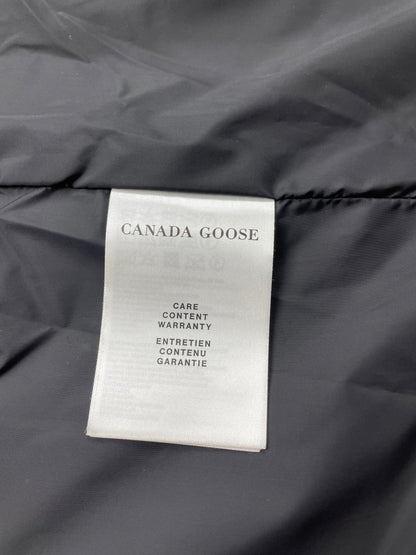 CANADA GOOSE
CARE
CONTENT
WARRANTY
ENTRETIEN
CONTENU
GARANTIE